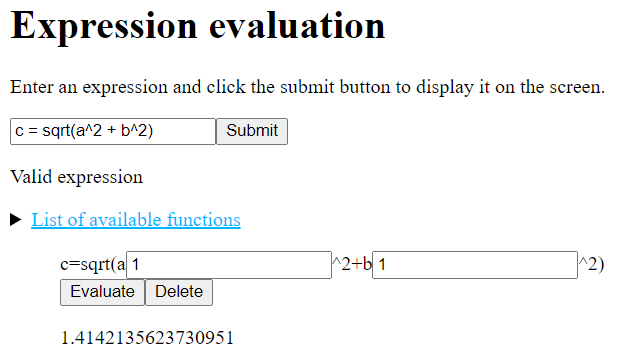 Expression evaluation
Enter an expression and click the submit button to display it on the screen.
c = sqrt(a^2 + b^2) Submit
Valid expression
List of available functions
c=sqrt(a 1 ^2+b 1 ^2)
Evaluate Delete
1.4142135623730951